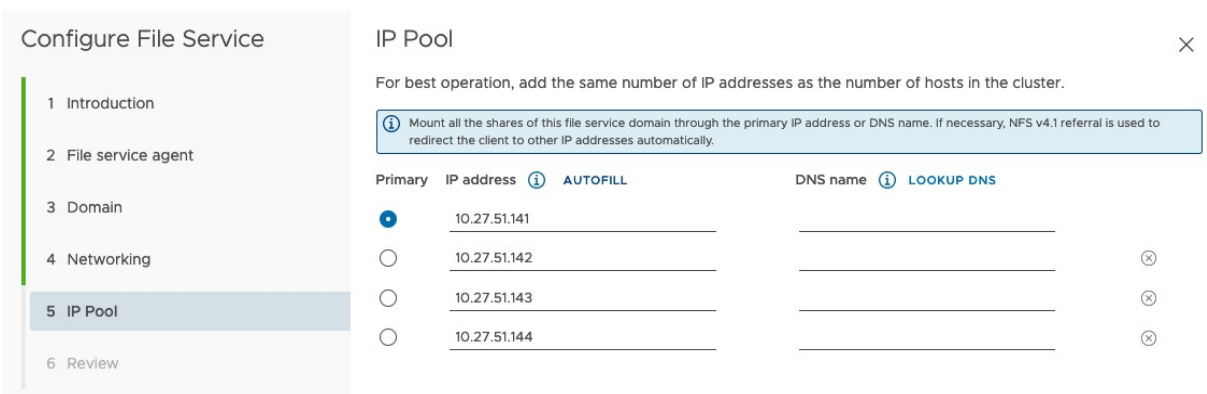 Configure File Service
1 Introduction
2 File service agent
3 Domain
4 Networking
5 IP Pool
6 Review
IP Pool
For best operation, add the same number of IP addresses as the number of hosts in the cluster.
Mount all the shares of this file service domain through the primary IP address or DNS name. If necessary, NFS v4.1 referral is used to
redirect the client to other IP addresses automatically.
Primary IP address AUTOFILL DNS name LOOKUP DNS
10.27.51.141
10.27.51.142
10.27.51.143
10.27.51.144